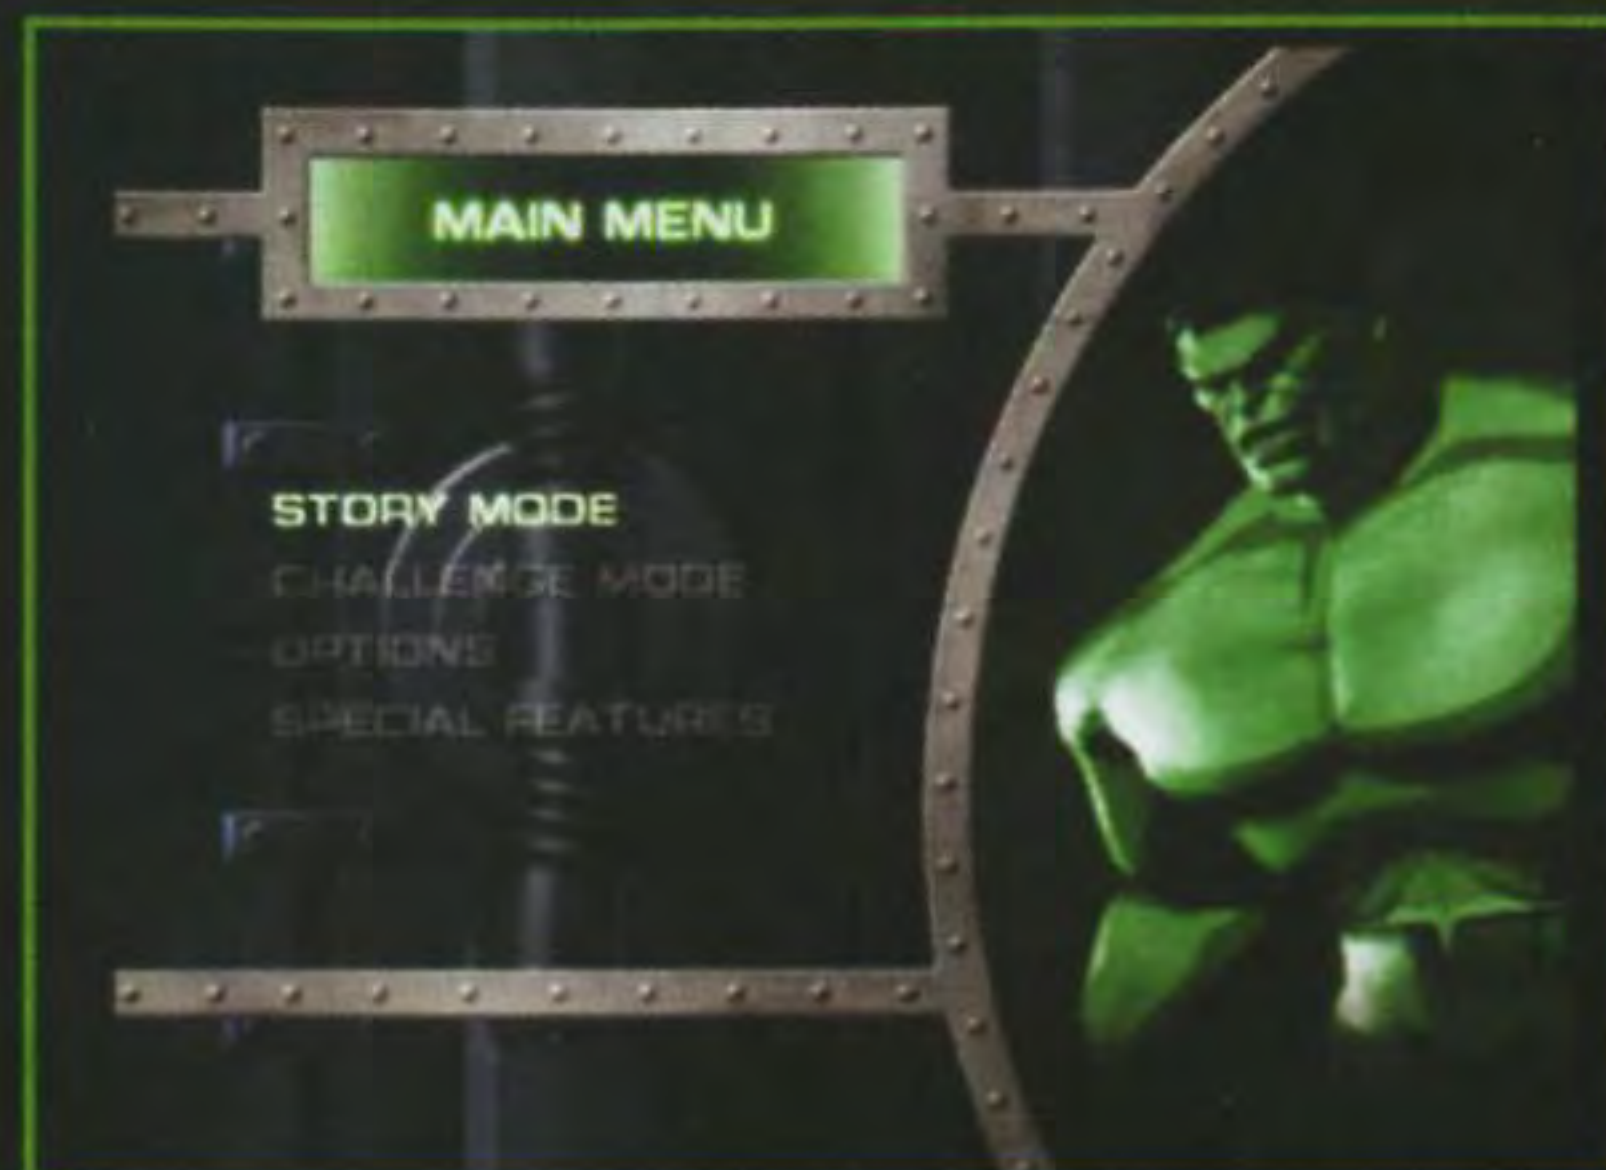 MAIN MENU
STORY MODE
CHALLENGE MODE
OPTIONS
SPECIAL FEATURES